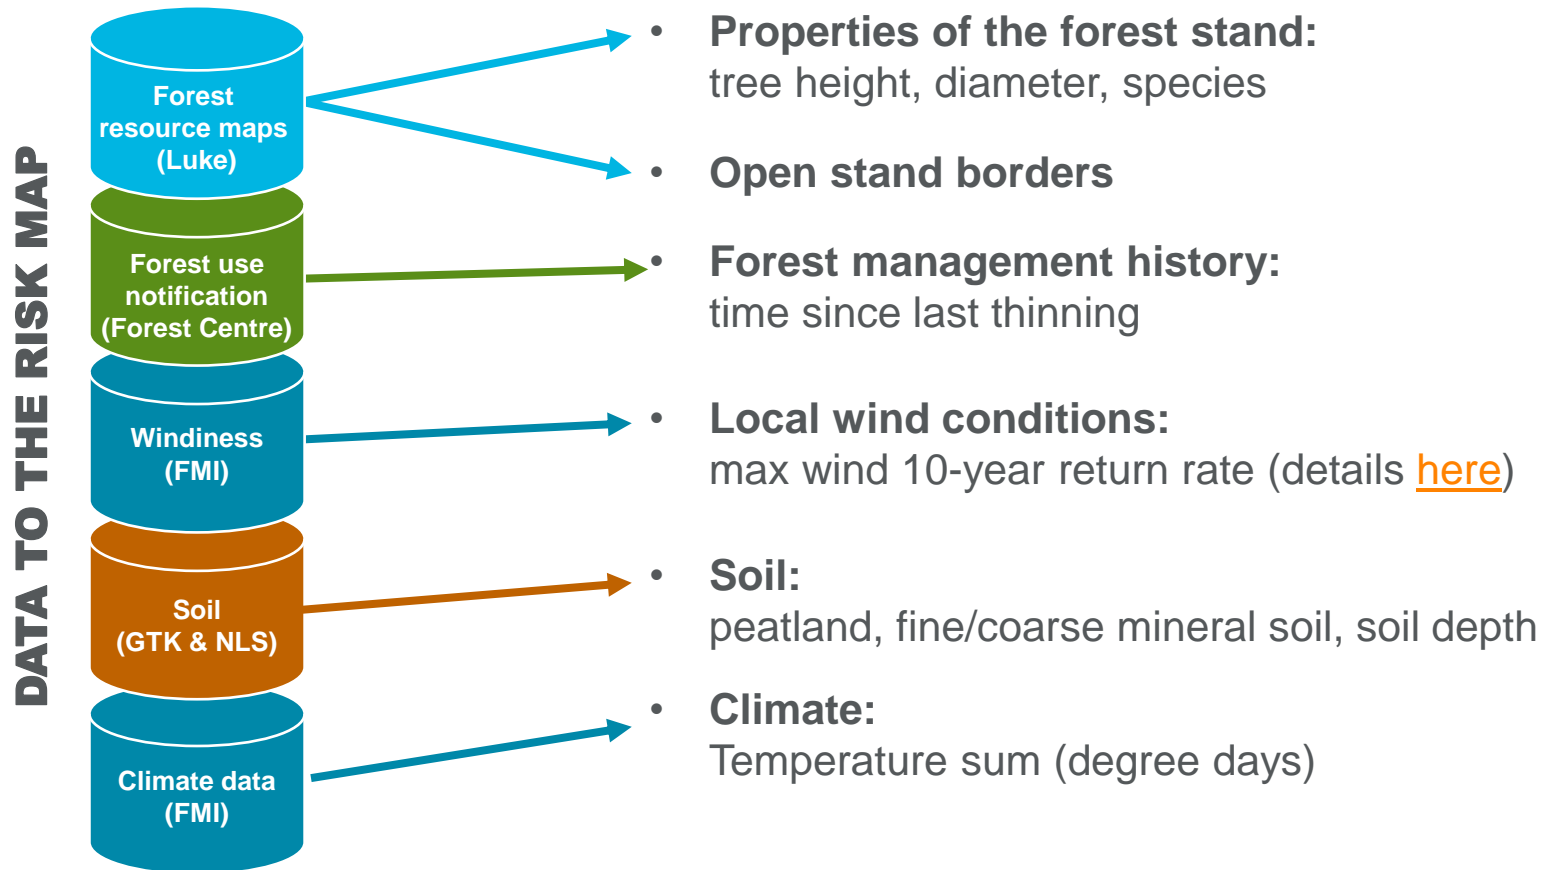 DATA TO THE RISK MAP
Forest
resource maps
(Luke)
• Properties of the forest stand:
tree height, diameter, species
• Open stand borders
Forest use
notification
(Forest Centre)
• Forest management history:
time since last thinning
Windiness
(FMI)
• Local wind conditions:
max wind 10-year return rate (details here)
Soil
(GTK & NLS)
• Soil:
peatland, fine/coarse mineral soil, soil depth
Climate data
(FMI)
• Climate:
Temperature sum (degree days)